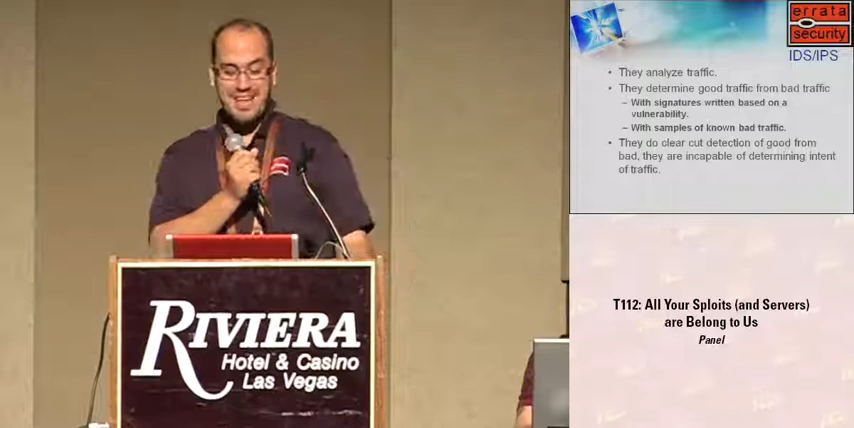 RIVIERA
Hotel & Casino
Las Vegas
errata
security
IDS/IPS
• They analyze traffic.
• They determine good traffic from bad traffic
– With signatures written based on a
vulnerability.
– With samples of known bad traffic.
• They do clear cut detection of good from
bad, they are incapable of determining intent
of traffic.
T112: All Your Sploits (and Servers)
are Belong to Us
Panel